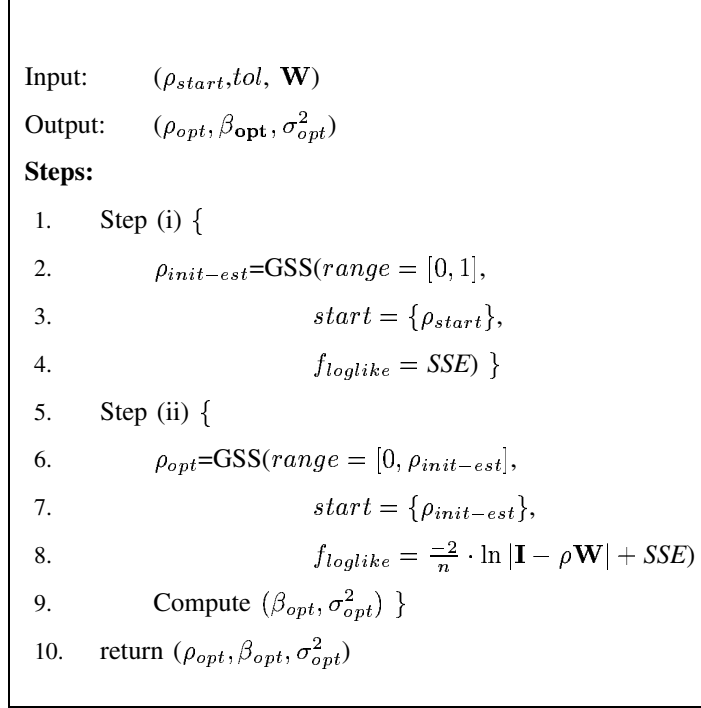 Input: (ρ_start,tol, W)
Output: (ρ_opt, β_opt, σ²_opt)
Steps:
1. Step (i) {
2. ρ_init−est=GSS(range = [0, 1],
3. start = {ρ_start},
4. f_loglike = SSE) }
5. Step (ii) {
6. ρ_opt=GSS(range = [0, ρ_init−est],
7. start = {ρ_init−est},
8. f_loglike = −2/n · ln |I − ρW| + SSE)
9. Compute (β_opt, σ²_opt) }
10. return (ρ_opt, β_opt, σ²_opt)